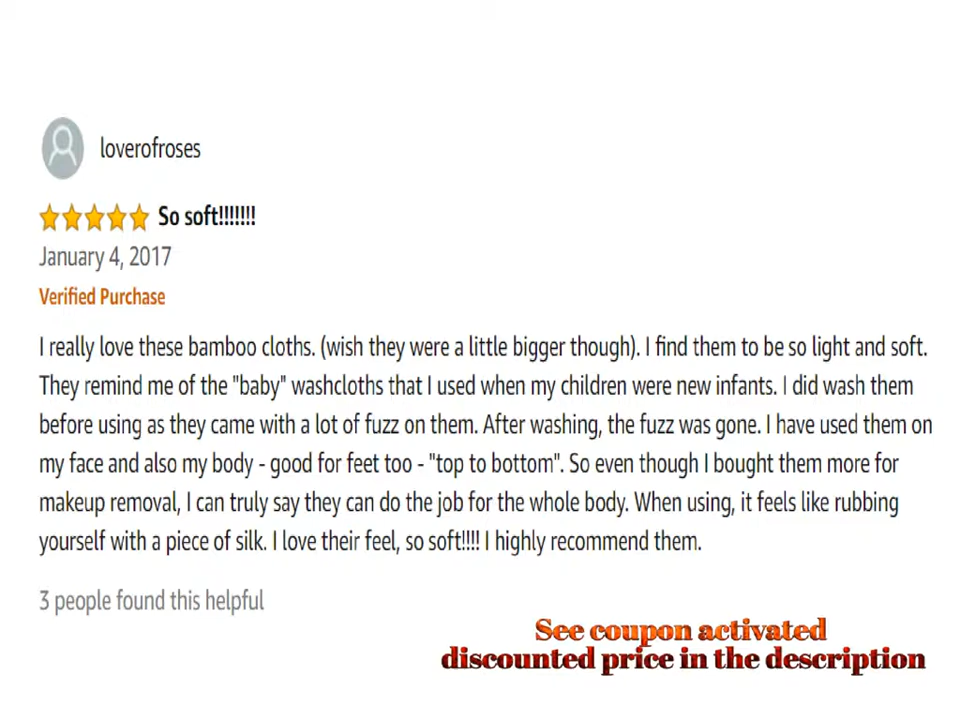 loverofroses
So soft!!!!!!!
January 4, 2017
Verified Purchase
I really love these bamboo cloths. (wish they were a little bigger though). I find them to be so light and soft.
They remind me of the "baby" washcloths that I used when my children were new infants. I did wash them
before using as they came with a lot of fuzz on them. After washing, the fuzz was gone. I have used them on
my face and also my body - good for feet too - "top to bottom". So even though I bought them more for
makeup removal, I can truly say they can do the job for the whole body. When using, it feels like rubbing
yourself with a piece of silk. I love their feel, so soft!!!! I highly recommend them.
3 people found this helpful
See coupon activated
discounted price in the description